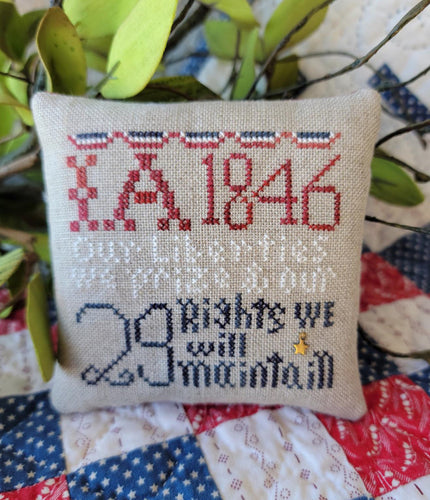 IA 1846
our Liberties
we prize & our
29 Rights we
will
maintain